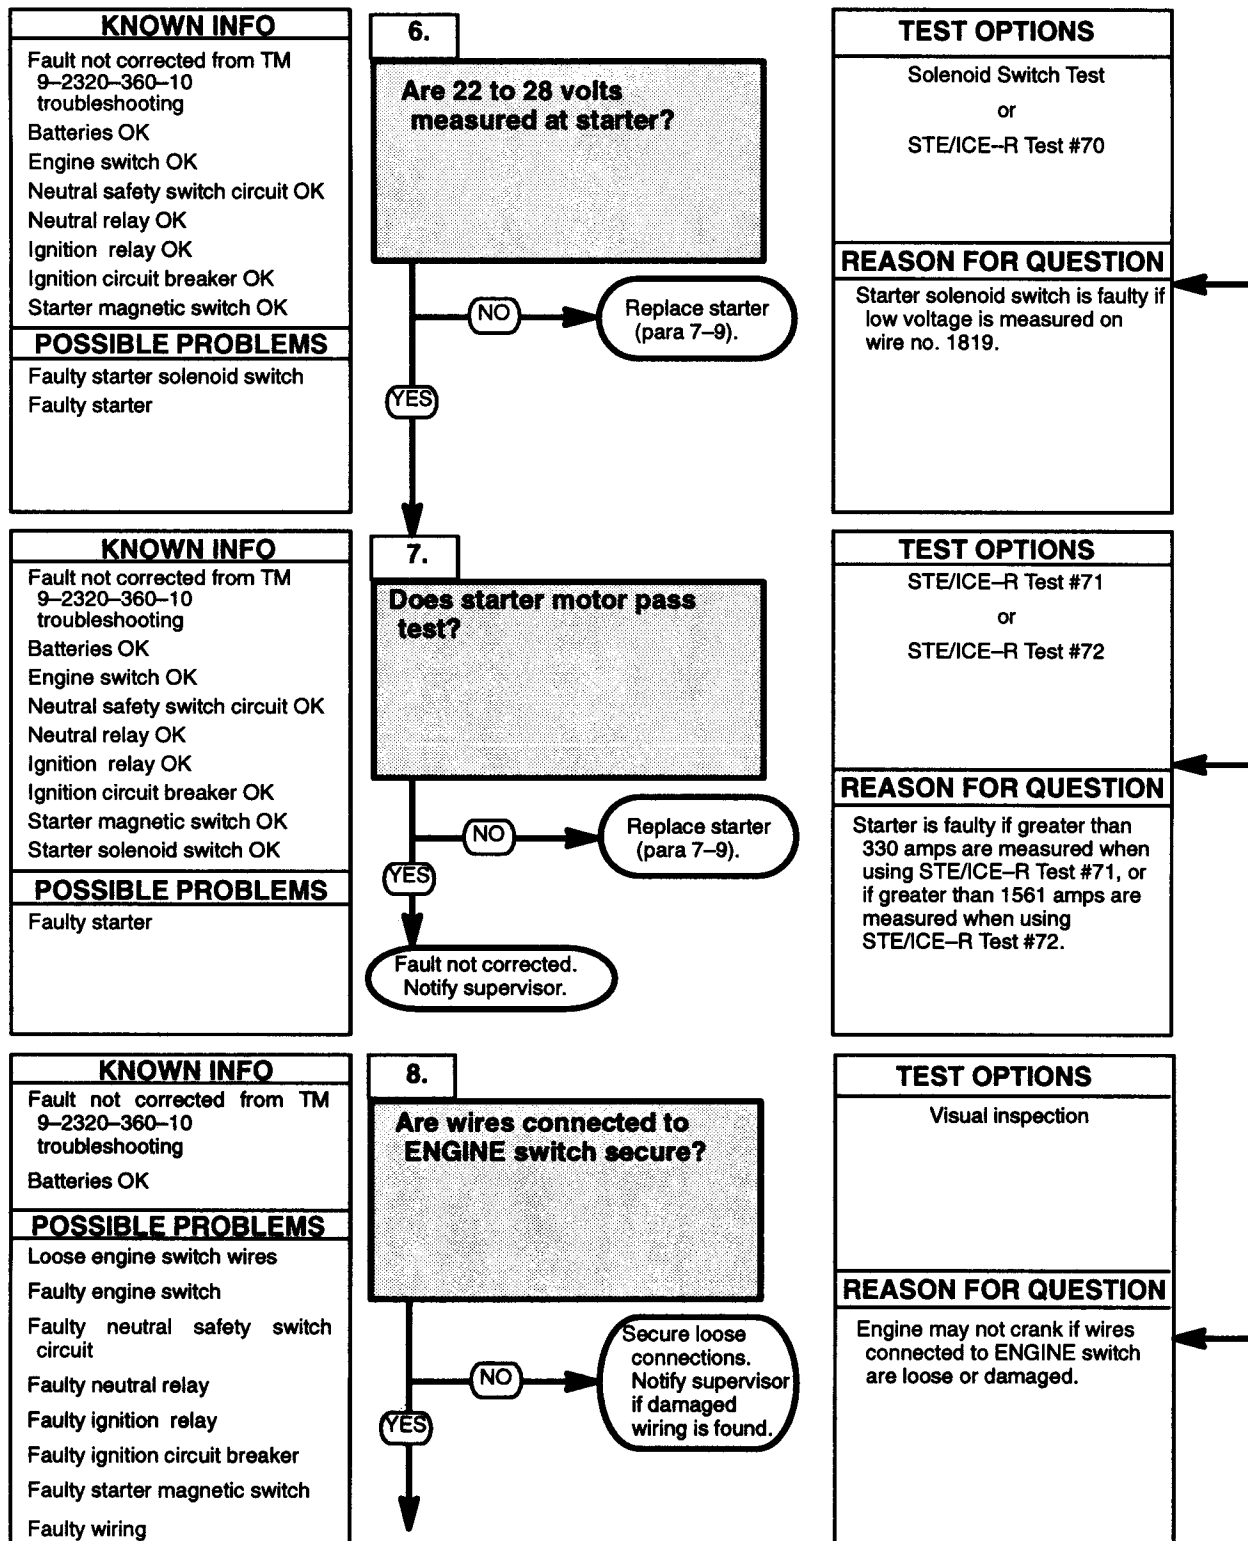 KNOWN INFO
Fault not corrected from TM
9–2320–360–10
troubleshooting
Batteries OK
Engine switch OK
Neutral safety switch circuit OK
Neutral relay OK
Ignition relay OK
Ignition circuit breaker OK
Starter magnetic switch OK
POSSIBLE PROBLEMS
Faulty starter solenoid switch
Faulty starter
6.
Are 22 to 28 volts
measured at starter?
NO
Replace starter
(para 7–9).
YES
TEST OPTIONS
Solenoid Switch Test
or
STE/ICE–R Test #70
REASON FOR QUESTION
Starter solenoid switch is faulty if
low voltage is measured on
wire no. 1819.
KNOWN INFO
Fault not corrected from TM
9–2320–360–10
troubleshooting
Batteries OK
Engine switch OK
Neutral safety switch circuit OK
Neutral relay OK
Ignition relay OK
Ignition circuit breaker OK
Starter magnetic switch OK
Starter solenoid switch OK
POSSIBLE PROBLEMS
Faulty starter
7.
Does starter motor pass
test?
NO
Replace starter
(para 7–9).
YES
Fault not corrected.
Notify supervisor.
TEST OPTIONS
STE/ICE–R Test #71
or
STE/ICE–R Test #72
REASON FOR QUESTION
Starter is faulty if greater than
330 amps are measured when
using STE/ICE–R Test #71, or
if greater than 1561 amps are
measured when using
STE/ICE–R Test #72.
KNOWN INFO
Fault not corrected from TM
9–2320–360–10
troubleshooting
Batteries OK
POSSIBLE PROBLEMS
Loose engine switch wires
Faulty engine switch
Faulty neutral safety switch
circuit
Faulty neutral relay
Faulty ignition relay
Faulty ignition circuit breaker
Faulty starter magnetic switch
Faulty wiring
8.
Are wires connected to
ENGINE switch secure?
NO
Secure loose
connections.
Notify supervisor
if damaged
wiring is found.
YES
TEST OPTIONS
Visual inspection
REASON FOR QUESTION
Engine may not crank if wires
connected to ENGINE switch
are loose or damaged.